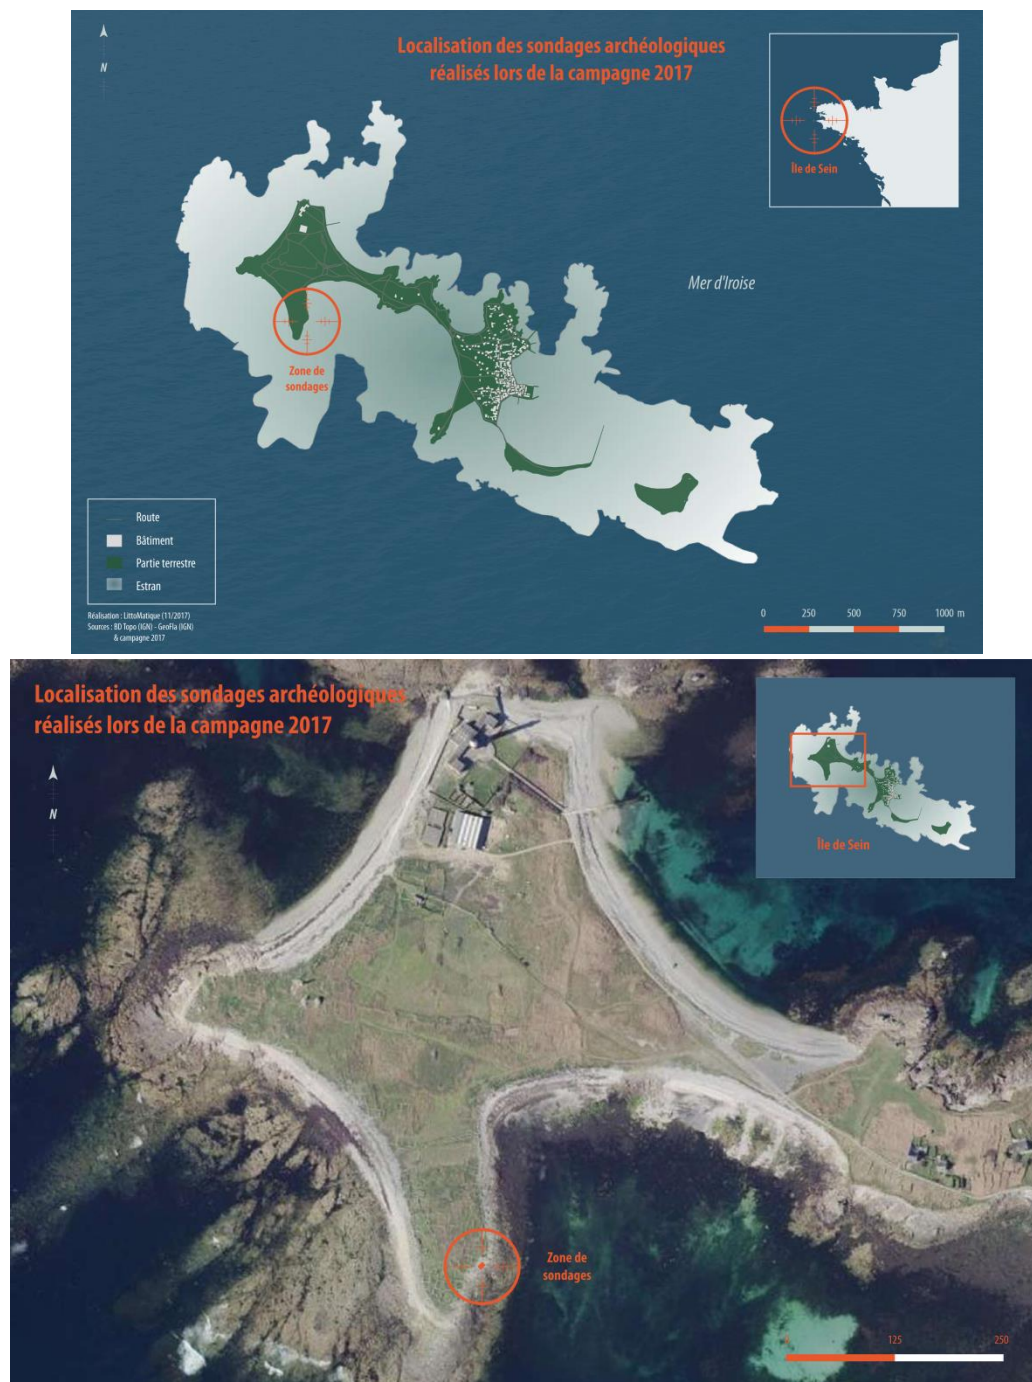 Localisation des sondages archéologiques
réalisés lors de la campagne 2017
N
Île de Sein
Mer d'Iroise
Zone de
sondages
Route
Bâtiment
Partie terrestre
Estran
Réalisation : LittoMatique (11/2017)
Sources : BD Topo (IGN) - GeoFla (IGN)
& campagne 2017
0 250 500 750 1000 m
Localisation des sondages archéologiques
réalisés lors de la campagne 2017
N
Île de Sein
Zone de
sondages
0 125 250